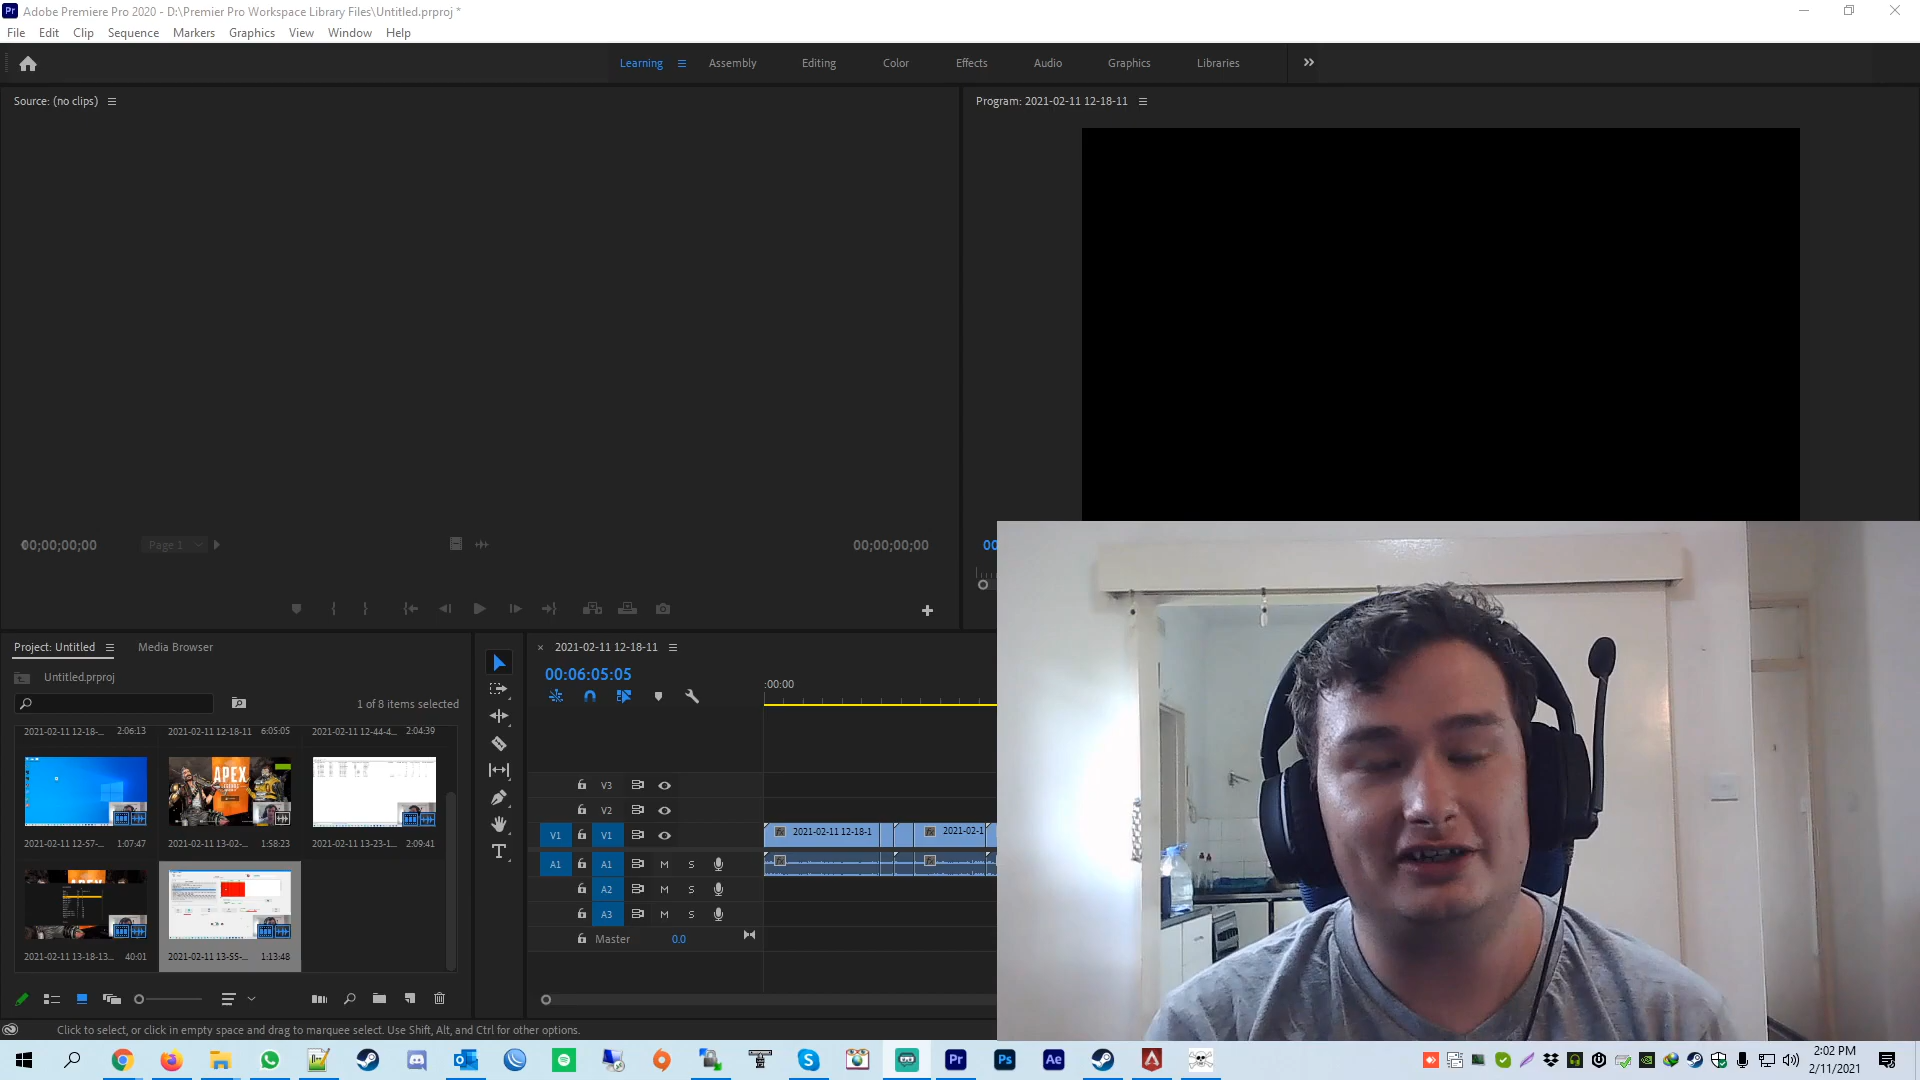 Adobe Premiere Pro 2020 - D:\Premier Pro Workspace Library Files\Untitled.prproj *
File Edit Clip Sequence Markers Graphics View Window Help
Learning Assembly Editing Color Effects Audio Graphics Libraries
Source: (no clips)
Program: 2021-02-11 12-18-11
00;00;00;00
Page 1
00;00;00;00
00
Project: Untitled Media Browser
2021-02-11 12-18-11
Untitled.prproj
00:06:05:05
:00:00
1 of 8 items selected
2021-02-11 12-18-... 2:06:13
2021-02-11 12-18-11 6:05:05
2021-02-11 12-44-4... 2:04:39
APEX
2021-02-11 12-57-... 1:07:47
2021-02-11 13-02-... 1:58:23
2021-02-11 13-23-1... 2:09:41
2021-02-11 13-18-13... 40:01
2021-02-11 13-55-... 1:13:48
V3
V2
V1 V1 2021-02-11 12-18-1 2021-02-1
A1 A1 M S
A2 M S
A3 M S
Master 0.0
Click to select, or click in empty space and drag to marquee select. Use Shift, Alt, and Ctrl for other options.
Pr Ps Ae
2:02 PM
2/11/2021